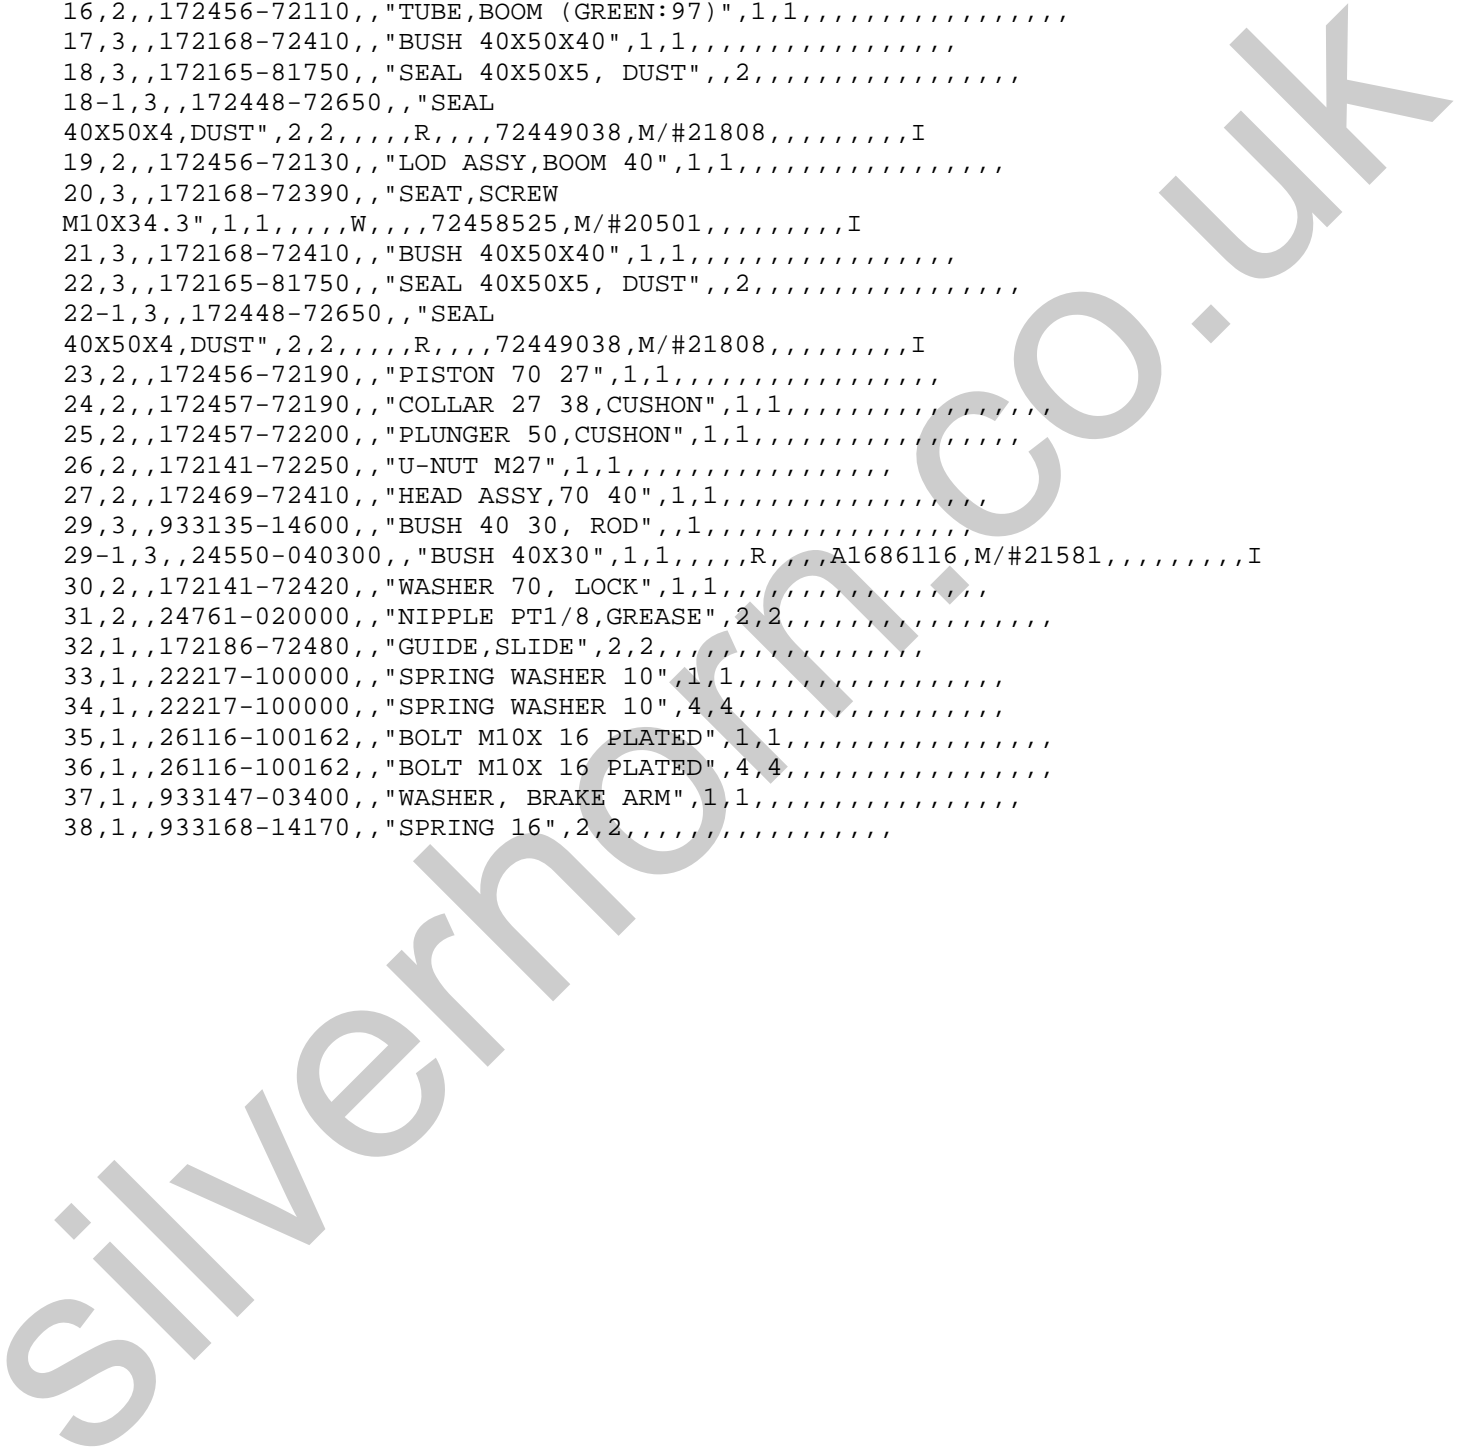 16,2,,172456-72110,,"TUBE,BOOM (GREEN:97)",1,1,,,,,,,,,,,,,,,,,
17,3,,172168-72410,,"BUSH 40X50X40",1,1,,,,,,,,,,,,,,,,,
18,3,,172165-81750,,"SEAL 40X50X5, DUST",,2,,,,,,,,,,,,,,,,,
18-1,3,,172448-72650,,"SEAL
40X50X4,DUST",2,2,,,,,R,,,,72449038,M/#21808,,,,,,,,,I
19,2,,172456-72130,,"LOD ASSY,BOOM 40",1,1,,,,,,,,,,,,,,,,,
20,3,,172168-72390,,"SEAT,SCREW
M10X34.3",1,1,,,,,W,,,,72458525,M/#20501,,,,,,,,,I
21,3,,172168-72410,,"BUSH 40X50X40",1,1,,,,,,,,,,,,,,,,,
22,3,,172165-81750,,"SEAL 40X50X5, DUST",,2,,,,,,,,,,,,,,,,,
22-1,3,,172448-72650,,"SEAL
40X50X4,DUST",2,2,,,,,R,,,,72449038,M/#21808,,,,,,,,,I
23,2,,172456-72190,,"PISTON 70 27",1,1,,,,,,,,,,,,,,,,,
24,2,,172457-72190,,"COLLAR 27 38,CUSHON",1,1,,,,,,,,,,,,,,,,,
25,2,,172457-72200,,"PLUNGER 50,CUSHON",1,1,,,,,,,,,,,,,,,,,
26,2,,172141-72250,,"U-NUT M27",1,1,,,,,,,,,,,,,,,,,
27,2,,172469-72410,,"HEAD ASSY,70 40",1,1,,,,,,,,,,,,,,,,,
29,3,,933135-14600,,"BUSH 40 30, ROD",,1,,,,,,,,,,,,,,,,,
29-1,3,,24550-040300,,"BUSH 40X30",1,1,,,,,R,,,,A1686116,M/#21581,,,,,,,,,I
30,2,,172141-72420,,"WASHER 70, LOCK",1,1,,,,,,,,,,,,,,,,,
31,2,,24761-020000,,"NIPPLE PT1/8,GREASE",2,2,,,,,,,,,,,,,,,,,
32,1,,172186-72480,,"GUIDE,SLIDE",2,2,,,,,,,,,,,,,,,,,
33,1,,22217-100000,,"SPRING WASHER 10",1,1,,,,,,,,,,,,,,,,,
34,1,,22217-100000,,"SPRING WASHER 10",4,4,,,,,,,,,,,,,,,,,
35,1,,26116-100162,,"BOLT M10X 16 PLATED",1,1,,,,,,,,,,,,,,,,,
36,1,,26116-100162,,"BOLT M10X 16 PLATED",4,4,,,,,,,,,,,,,,,,,
37,1,,933147-03400,,"WASHER, BRAKE ARM",1,1,,,,,,,,,,,,,,,,,
38,1,,933168-14170,,"SPRING 16",2,2,,,,,,,,,,,,,,,,,
silverhorn.co.uk